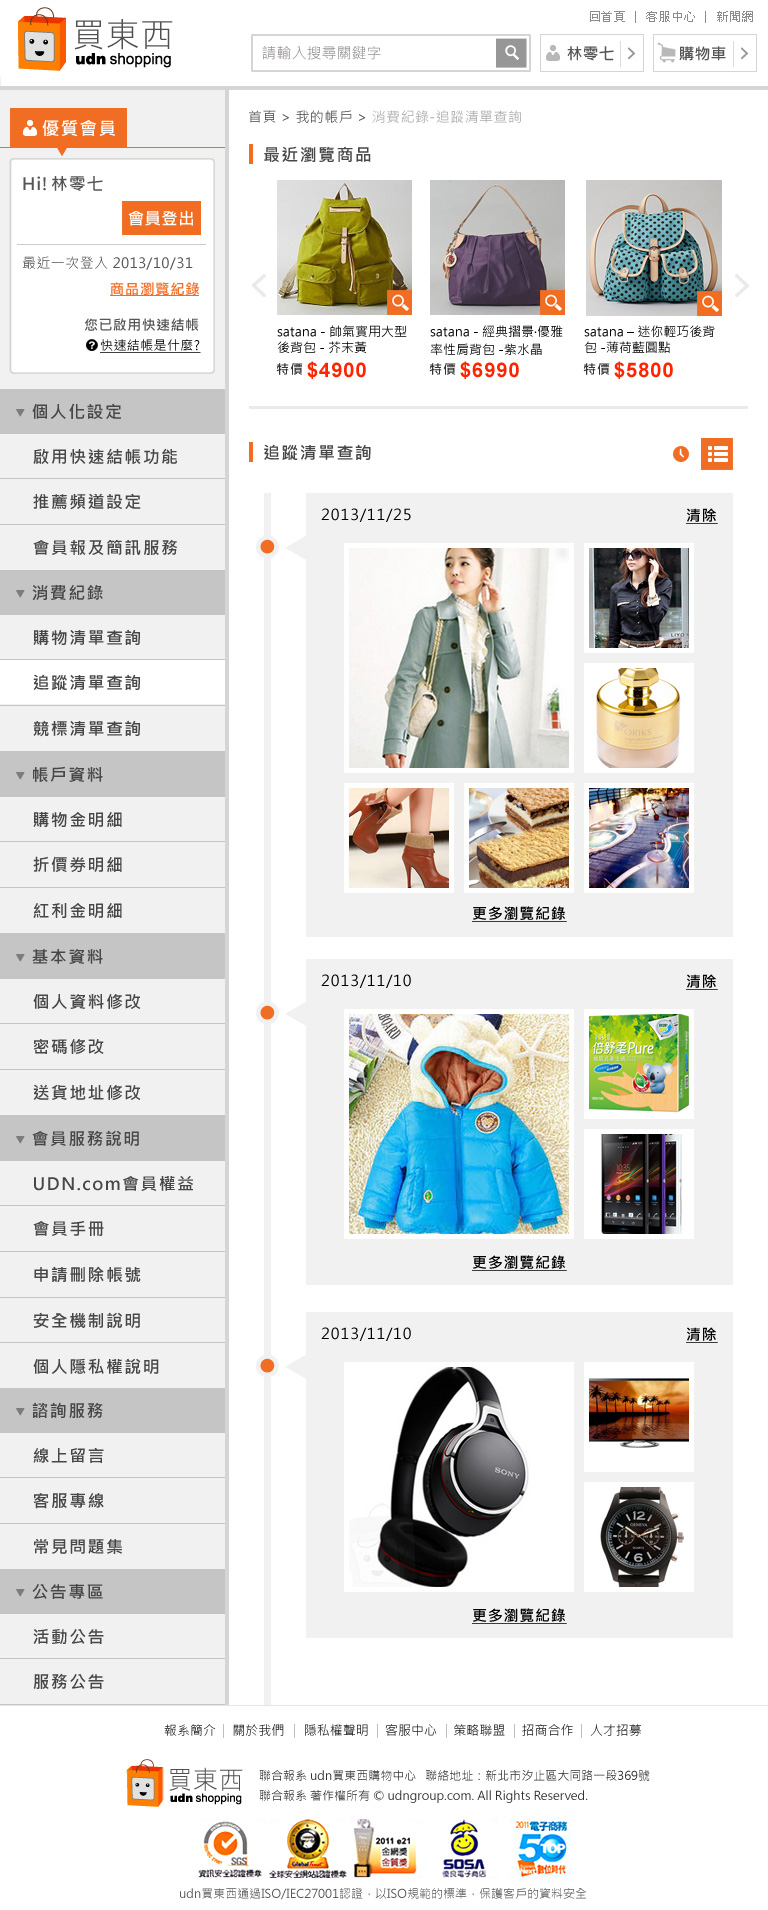 回首頁 | 客服中心 | 新聞網
買東西
udn shopping
請輸入搜尋關鍵字
林零七
購物車
優質會員
Hi! 林零七
會員登出
最近一次登入 2013/10/31
商品瀏覽紀錄
您已啟用快速結帳
快速結帳是什麼?
個人化設定
啟用快速結帳功能
推薦頻道設定
會員報及簡訊服務
消費紀錄
購物清單查詢
追蹤清單查詢
競標清單查詢
帳戶資料
購物金明細
折價券明細
紅利金明細
基本資料
個人資料修改
密碼修改
送貨地址修改
會員服務說明
UDN.com會員權益
會員手冊
申請刪除帳號
安全機制說明
個人隱私權說明
諮詢服務
線上留言
客服專線
常見問題集
公告專區
活動公告
服務公告
首頁 > 我的帳戶 > 消費紀錄-追蹤清單查詢
最近瀏覽商品
satana - 帥氣實用大型
後背包 - 芥末黃
特價 $4900
satana - 經典摺景‧優雅
率性肩背包 -紫水晶
特價 $6990
satana – 迷你輕巧後背
包 -薄荷藍圓點
特價 $5800
追蹤清單查詢
2013/11/25
清除
更多瀏覽紀錄
2013/11/10
清除
倍舒柔Pure
更多瀏覽紀錄
2013/11/10
清除
SONY
GENEVA
更多瀏覽紀錄
報系簡介 | 關於我們 | 隱私權聲明 | 客服中心 | 策略聯盟 | 招商合作 | 人才招募
買東西
udn shopping
聯合報系 udn買東西購物中心 聯絡地址：新北市汐止區大同路一段369號
聯合報系 著作權所有 © udngroup.com. All Rights Reserved.
SGS
資訊安全認證標章
Global Trust
全球安全網站認證標章
2011 e21
金網獎
金質獎
SOSA
優良電子商店
2011電子商務
TOP
50
數位時代
udn買東西通過ISO/IEC27001認證，以ISO規範的標準，保護客戶的資料安全